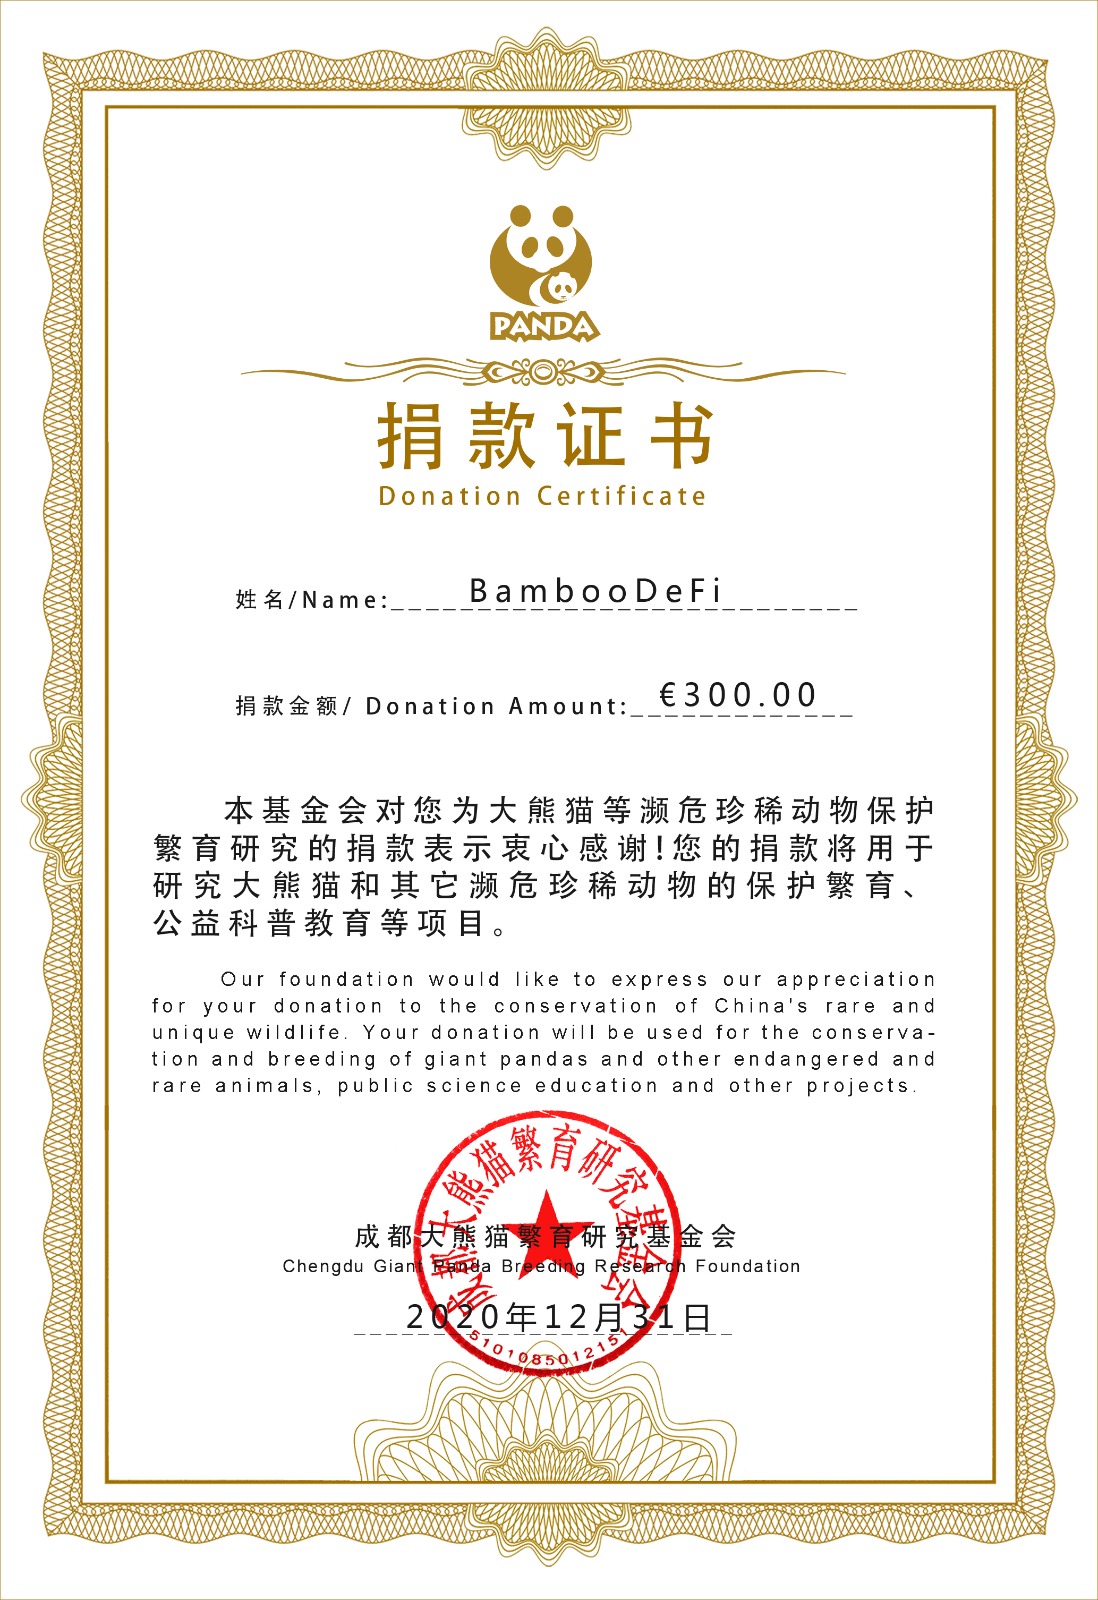 PANDA
捐款证书
Donation Certificate
姓名/Name: BambooDeFi
捐款金额/ Donation Amount: €300.00
本基金会对您为大熊猫等濒危珍稀动物保护
繁育研究的捐款表示衷心感谢!您的捐款将用于
研究大熊猫和其它濒危珍稀动物的保护繁育、
公益科普教育等项目。
Our foundation would like to express our appreciation
for your donation to the conservation of China's rare and
unique wildlife. Your donation will be used for the conserva-
tion and breeding of giant pandas and other endangered and
rare animals, public science education and other projects.
成都大熊猫繁育研究基金会
成都大熊猫繁育研究基金会
Chengdu Giant Panda Breeding Research Foundation
2020年12月31日
5101085012151